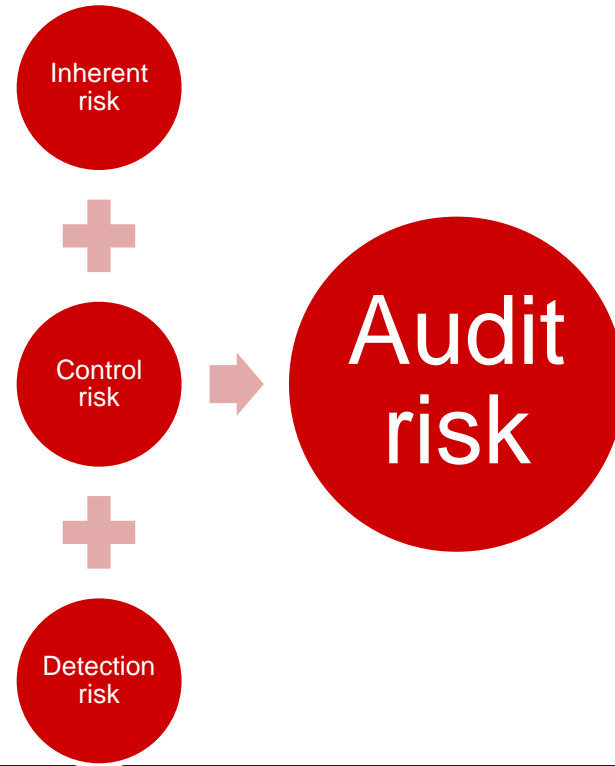 Inherent
risk
Control
risk
Audit
risk
Detection
risk